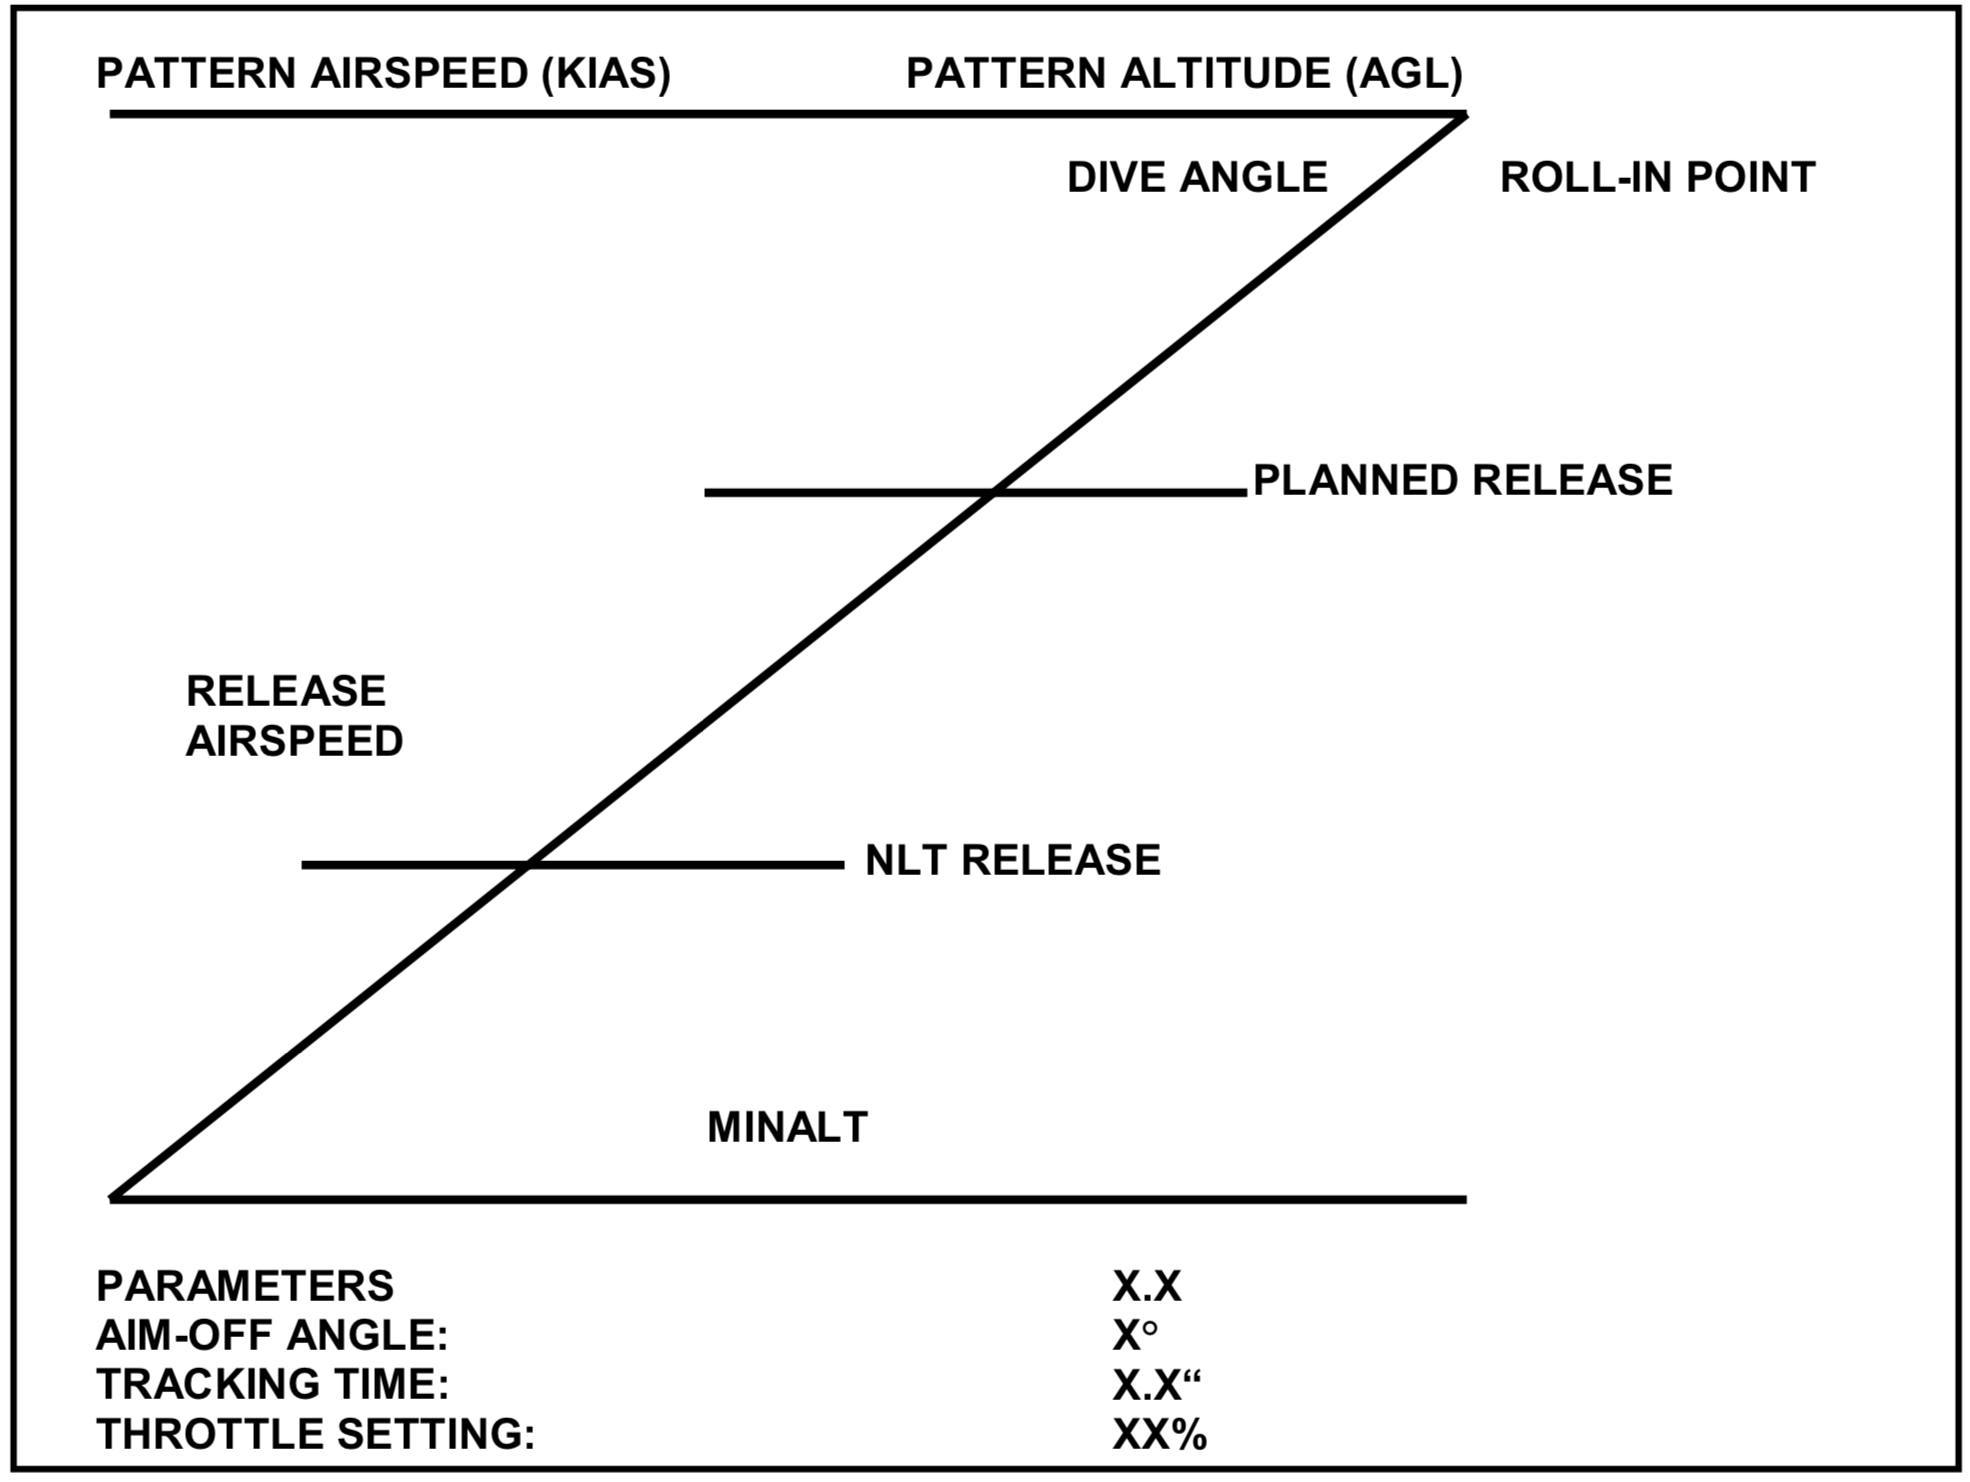 PATTERN AIRSPEED (KIAS) PATTERN ALTITUDE (AGL)
DIVE ANGLE ROLL-IN POINT
PLANNED RELEASE
RELEASE
AIRSPEED
NLT RELEASE
MINALT
PARAMETERS X.X
AIM-OFF ANGLE: X°
TRACKING TIME: X.X“
THROTTLE SETTING: XX%